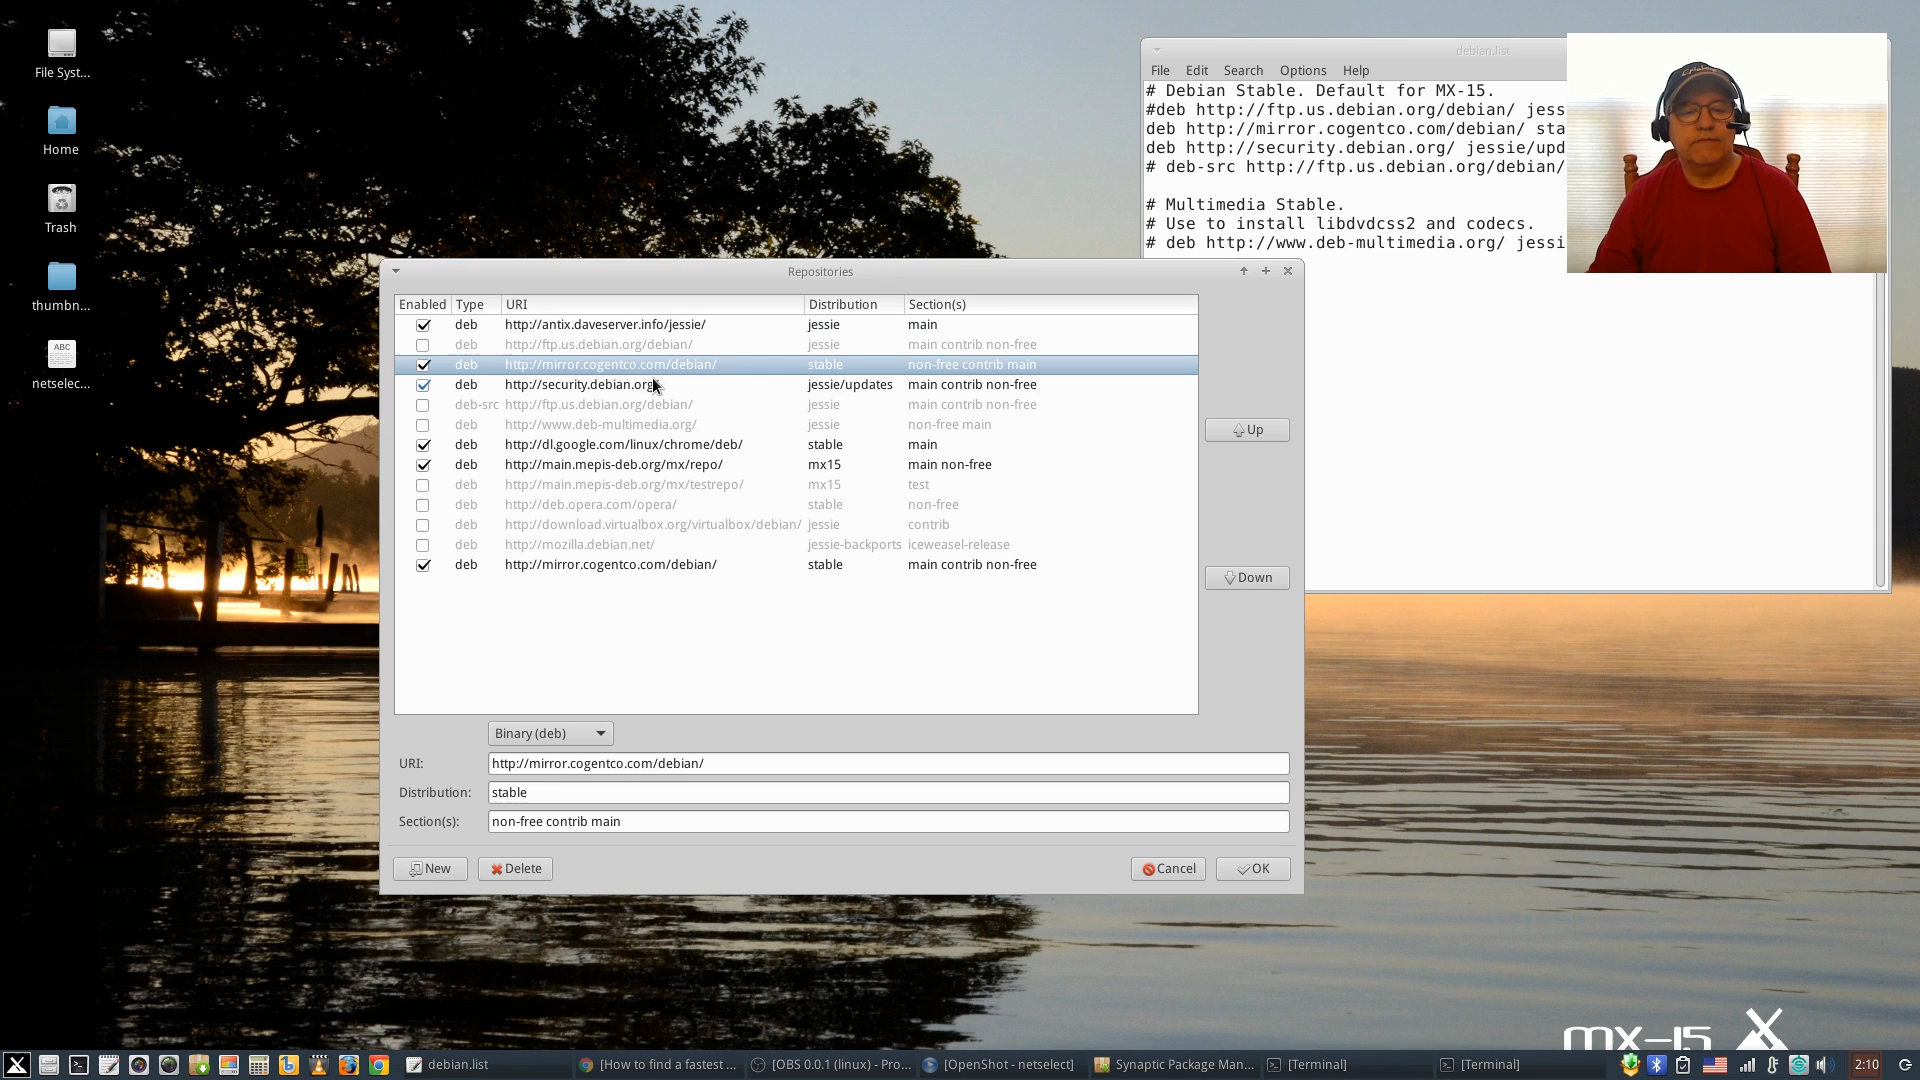 File Syst...
Home
Trash
thumbn...
ABC
netselec...
debian.list
File Edit Search Options Help
# Debian Stable. Default for MX-15.
#deb http://ftp.us.debian.org/debian/ jess
deb http://mirror.cogentco.com/debian/ sta
deb http://security.debian.org/ jessie/upd
# deb-src http://ftp.us.debian.org/debian/
# Multimedia Stable.
# Use to install libdvdcss2 and codecs.
# deb http://www.deb-multimedia.org/ jessi
Repositories
Enabled Type URI Distribution Section(s)
deb http://antix.daveserver.info/jessie/ jessie main
deb http://ftp.us.debian.org/debian/ jessie main contrib non-free
deb http://mirror.cogentco.com/debian/ stable non-free contrib main
deb http://security.debian.org/ jessie/updates main contrib non-free
deb-src http://ftp.us.debian.org/debian/ jessie main contrib non-free
deb http://www.deb-multimedia.org/ jessie non-free main
deb http://dl.google.com/linux/chrome/deb/ stable main
deb http://main.mepis-deb.org/mx/repo/ mx15 main non-free
deb http://main.mepis-deb.org/mx/testrepo/ mx15 test
deb http://deb.opera.com/opera/ stable non-free
deb http://download.virtualbox.org/virtualbox/debian/ jessie contrib
deb http://mozilla.debian.net/ jessie-backports iceweasel-release
deb http://mirror.cogentco.com/debian/ stable main contrib non-free
Up
Down
Binary (deb)
URI: http://mirror.cogentco.com/debian/
Distribution: stable
Section(s): non-free contrib main
New Delete Cancel OK
mx-15
debian.list [How to find a fastest ... [OBS 0.0.1 (linux) - Pro... [OpenShot - netselect] Synaptic Package Man... [Terminal] [Terminal] 2:10